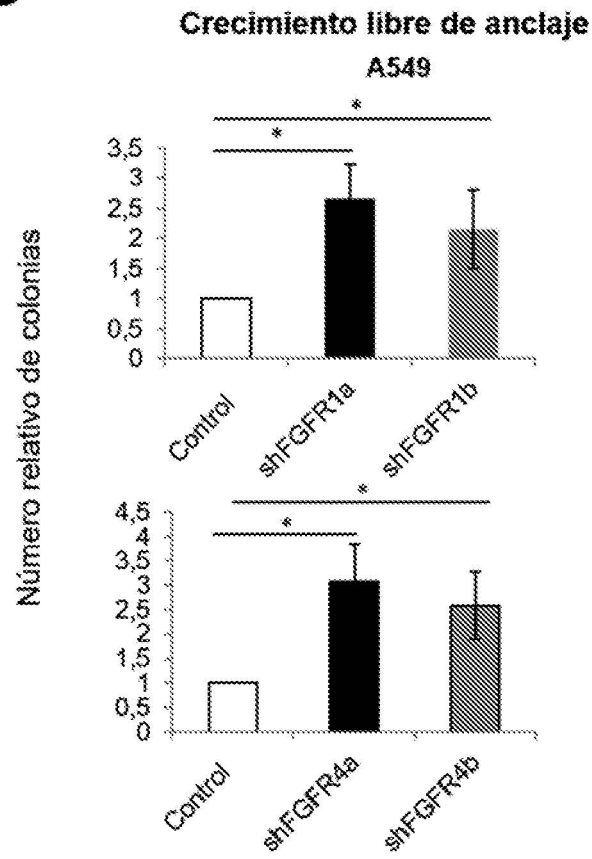 Crecimiento libre de anclaje
A549
Número relativo de colonias
*
*
3,5
3
2,5
2
1,5
1
0,5
0
Control
shFGFR1a
shFGFR1b
*
*
4,5
4
3,5
3
2,5
2
1,5
1
0,5
0
Control
shFGFR4a
shFGFR4b